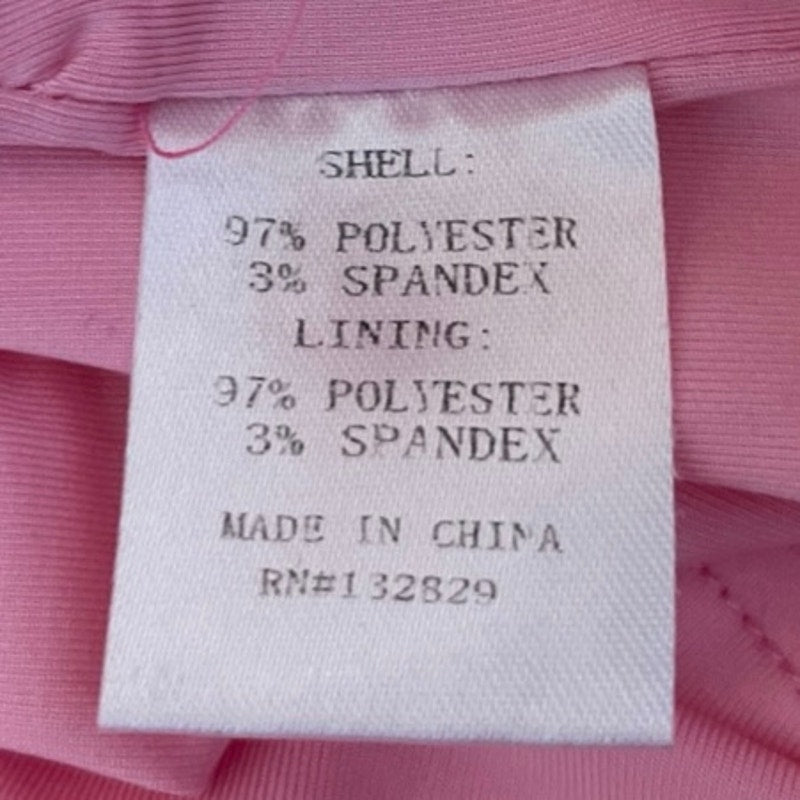 SHELL:
97% POLYESTER
3% SPANDEX
LINING:
97% POLYESTER
3% SPANDEX
MADE IN CHINA
RN#132829